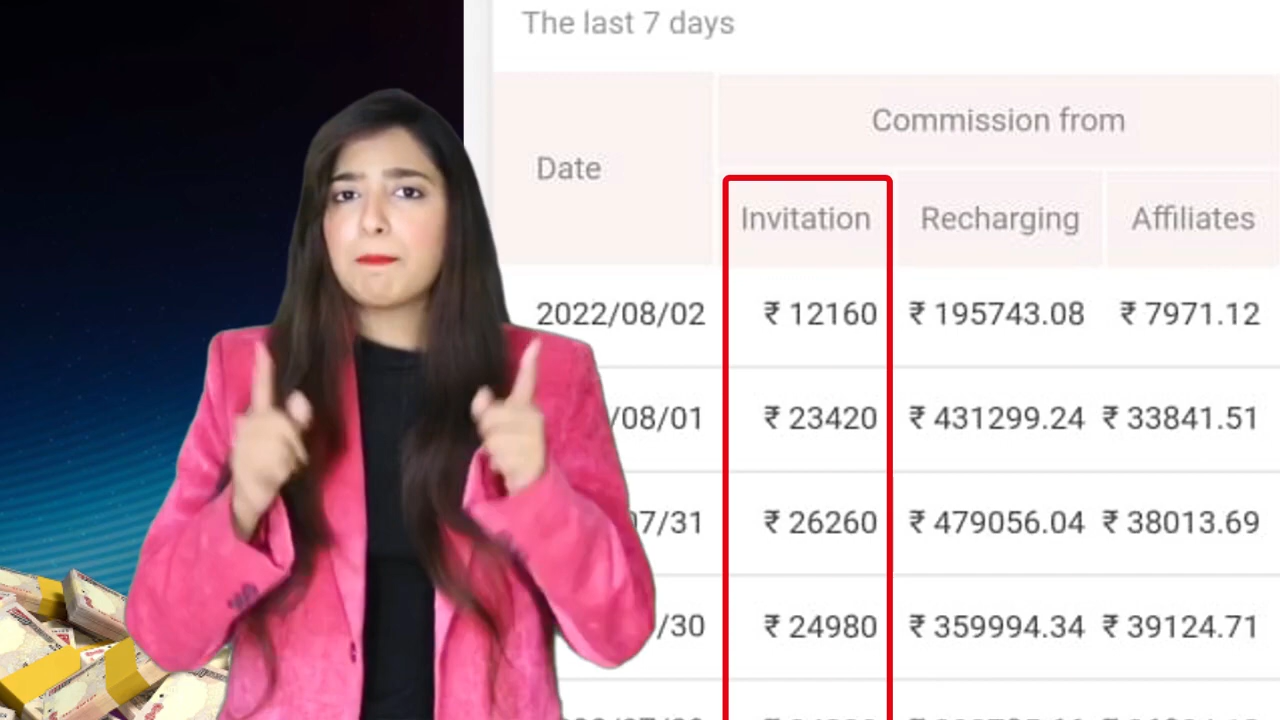 The last 7 days
Commission from
Date
Invitation Recharging Affiliates
2022/08/02 ₹ 12160 ₹ 195743.08 ₹ 7971.12
/08/01 ₹ 23420 ₹ 431299.24 ₹ 33841.51
07/31 ₹ 26260 ₹ 479056.04 ₹ 38013.69
/30 ₹ 24980 ₹ 359994.34 ₹ 39124.71